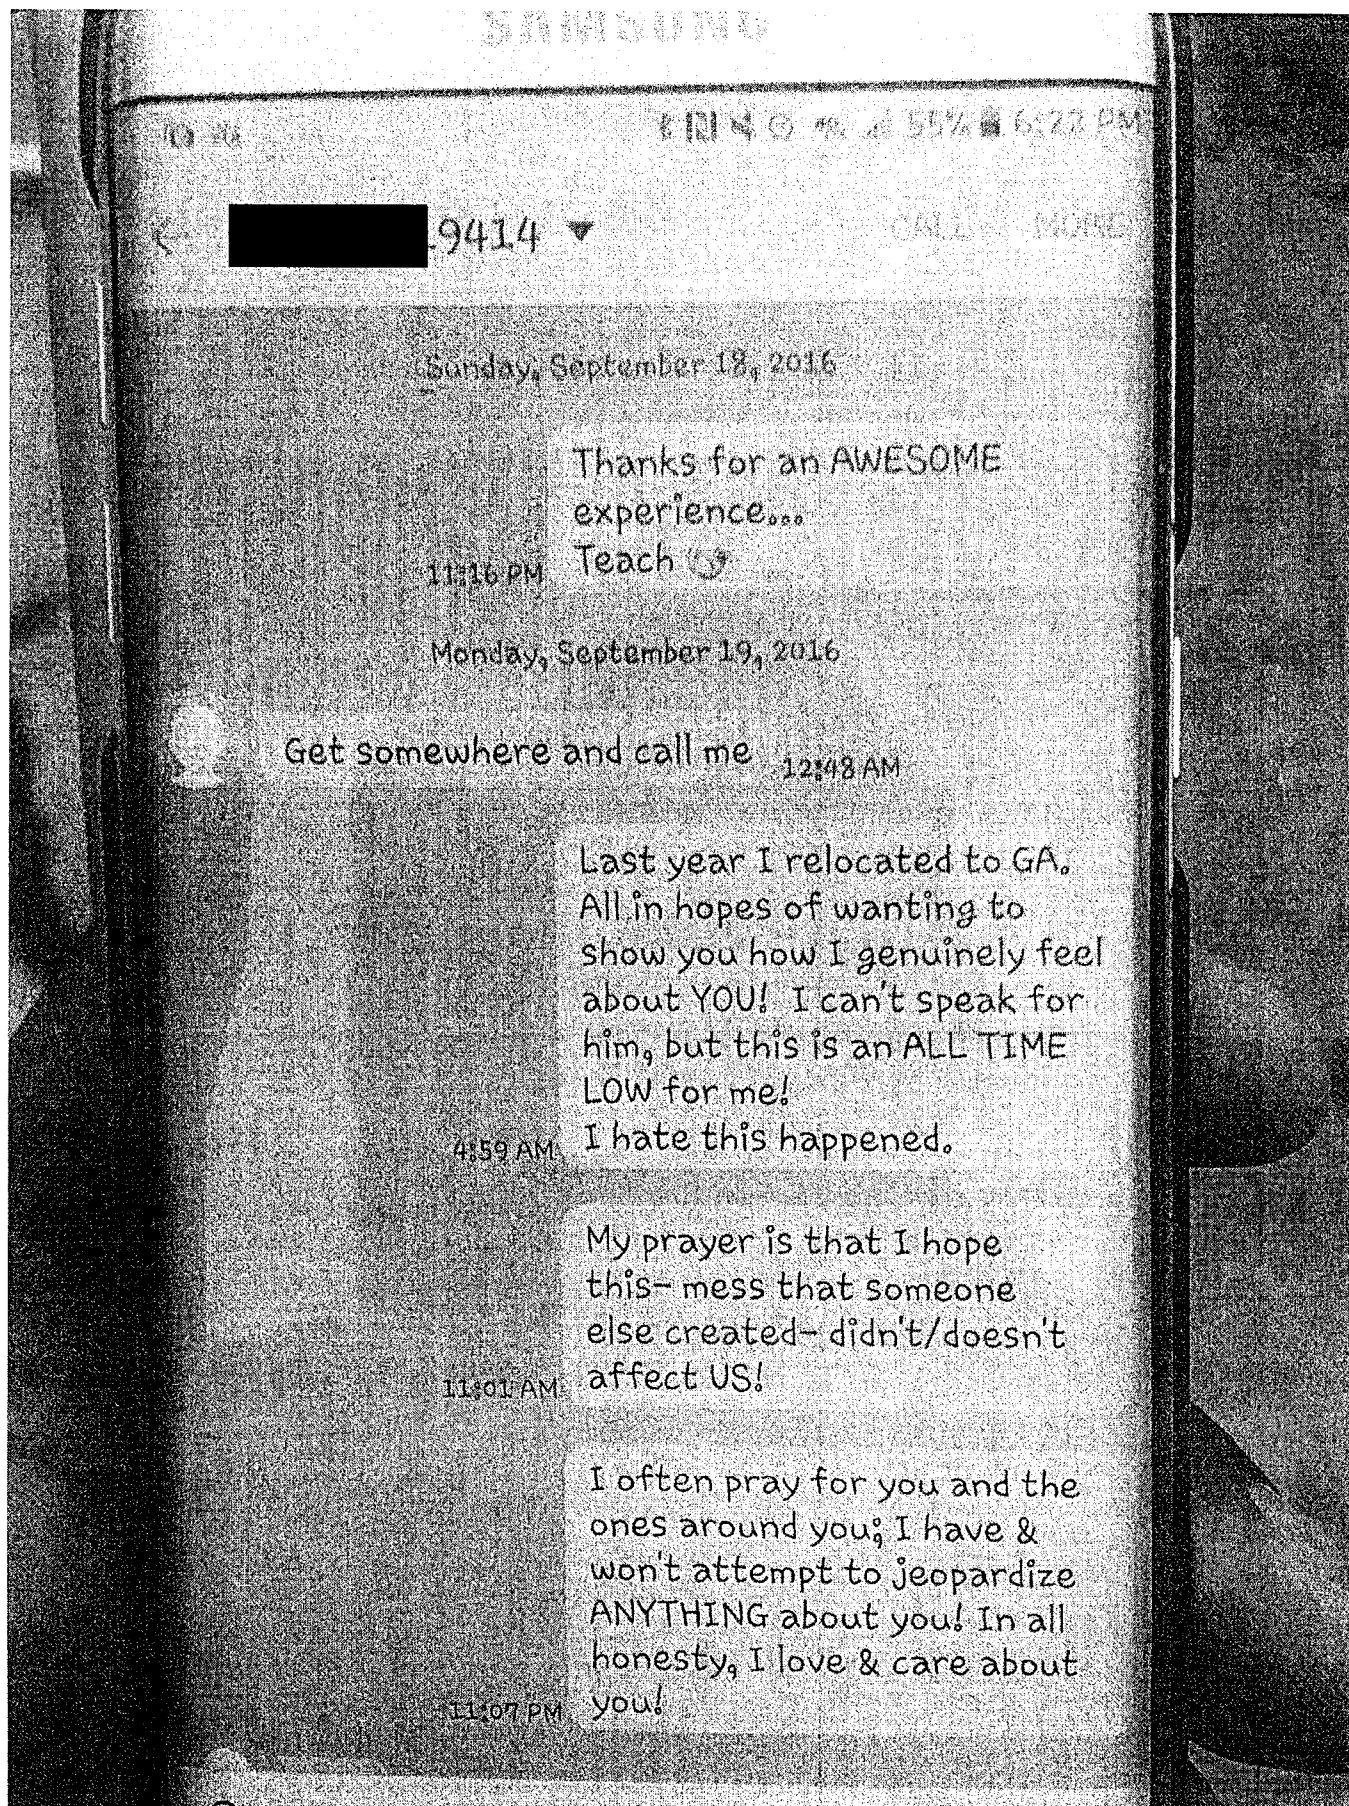 SAMSUNG
55% 6:22 PM
9414
CALL MORE
Sunday, September 18, 2016
Thanks for an AWESOME
experience...
Teach
11:16 PM
Monday, September 19, 2016
Get somewhere and call me
12:48 AM
Last year I relocated to GA.
All in hopes of wanting to
show you how I genuinely feel
about YOU! I can't speak for
him, but this is an ALL TIME
LOW for me!
I hate this happened.
4:59 AM
My prayer is that I hope
this- mess that someone
else created- didn't/doesn't
affect US!
11:01 AM
I often pray for you and the
ones around you; I have &
won't attempt to jeopardize
ANYTHING about you! In all
honesty, I love & care about
you!
11:07 PM